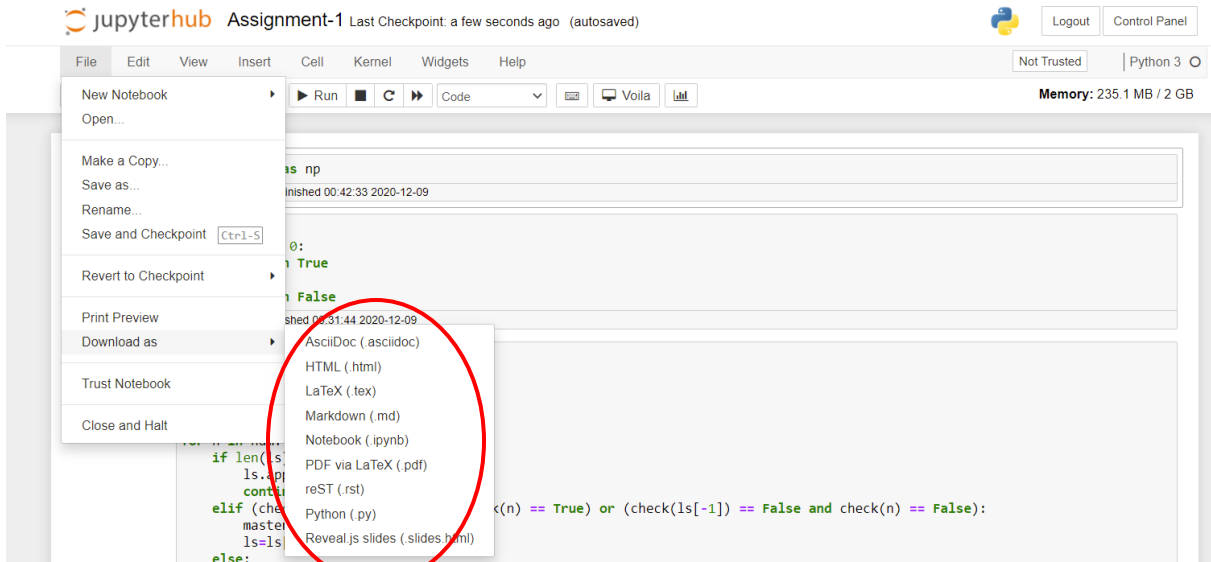 jupyterhub Assignment-1 Last Checkpoint: a few seconds ago (autosaved) Logout Control Panel
File Edit View Insert Cell Kernel Widgets Help Not Trusted Python 3
Run Code Voila Memory: 235.1 MB / 2 GB
New Notebook
Open...
Make a Copy...
Save as...
Rename...
Save and Checkpoint Ctrl-S
Revert to Checkpoint
Print Preview
Download as
Trust Notebook
Close and Halt
AsciiDoc (.asciidoc)
HTML (.html)
LaTeX (.tex)
Markdown (.md)
Notebook (.ipynb)
PDF via LaTeX (.pdf)
reST (.rst)
Python (.py)
Reveal.js slides (.slides.html)
as np
inished 00:42:33 2020-12-09
0:
n True
n False
shed 00:31:44 2020-12-09
if len(ls
ls.app
contin
elif (che k(n) == True) or (check(ls[-1]) == False and check(n) == False):
master
ls=ls
else: